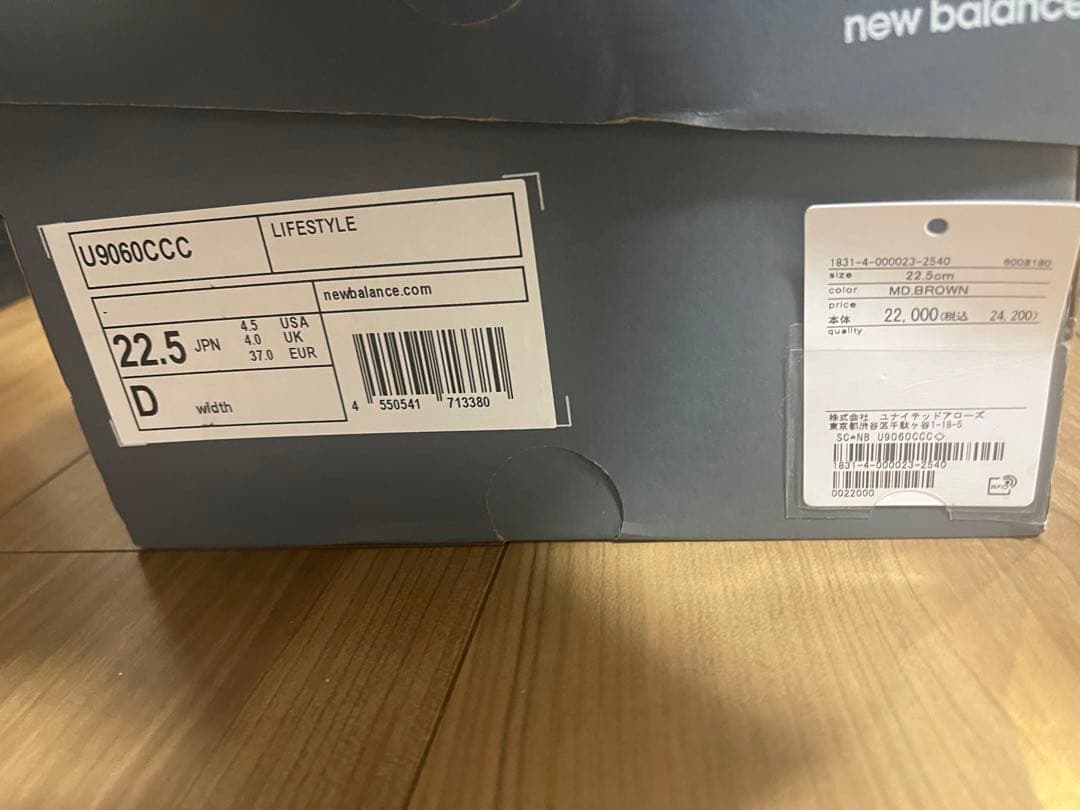 new balance
U9060CCC
LIFESTYLE
newbalance.com
22.5 JPN
4.5 USA
4.0 UK
37.0 EUR
D width
4 550541 713380
1831-4-000023-2540
size 22.5cm
color MD.BROWN
price
本体 22,000(税込 24,200)
quality
株式会社 ユナイテッドアローズ
東京都渋谷区千駄ヶ谷1-18-5
SC*NB U9060CCC◇
1831-4-000023-2540
0022000